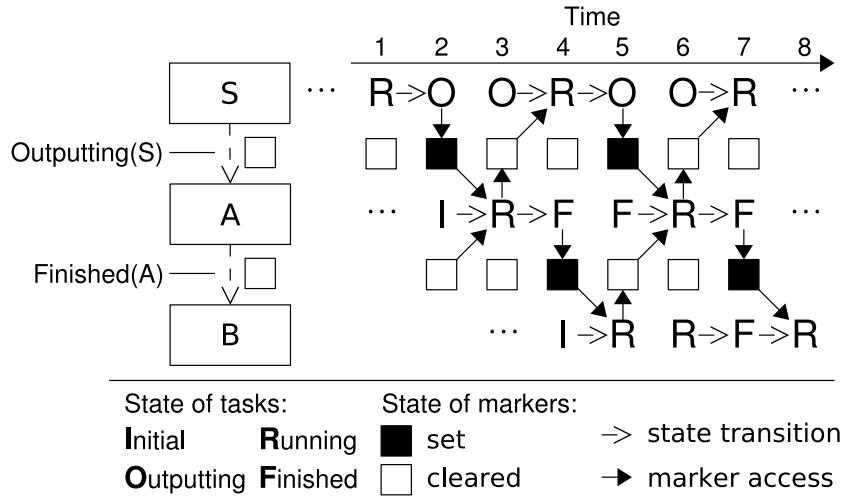 Time
1 2 3 4 5 6 7 8
S ... R O O R O O R ...
Outputting(S)
A ... I R F F R F ...
Finished(A)
B ... I R R F R
State of tasks: State of markers:
Initial Running set state transition
Outputting Finished cleared marker access